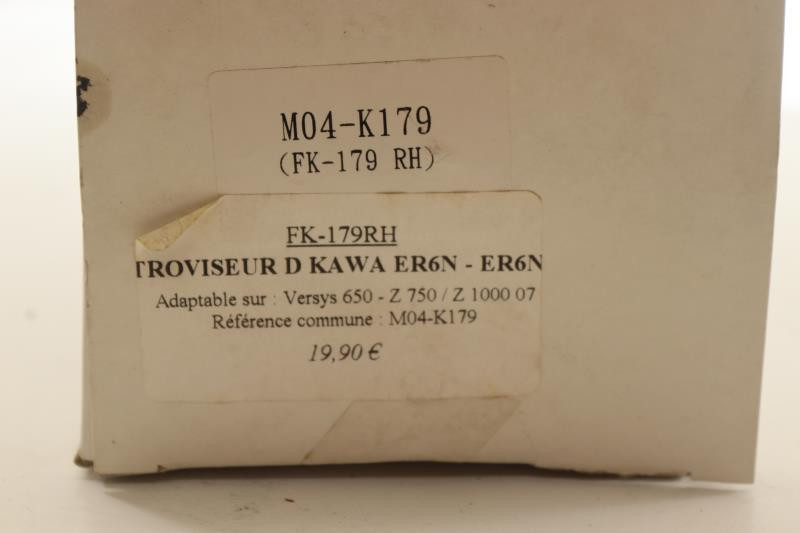 M04-K179
(FK-179 RH)
FK-179RH
TROVISEUR D KAWA ER6N - ER6N
Adaptable sur : Versys 650 - Z 750 / Z 1000 07
Référence commune : M04-K179
19,90 €